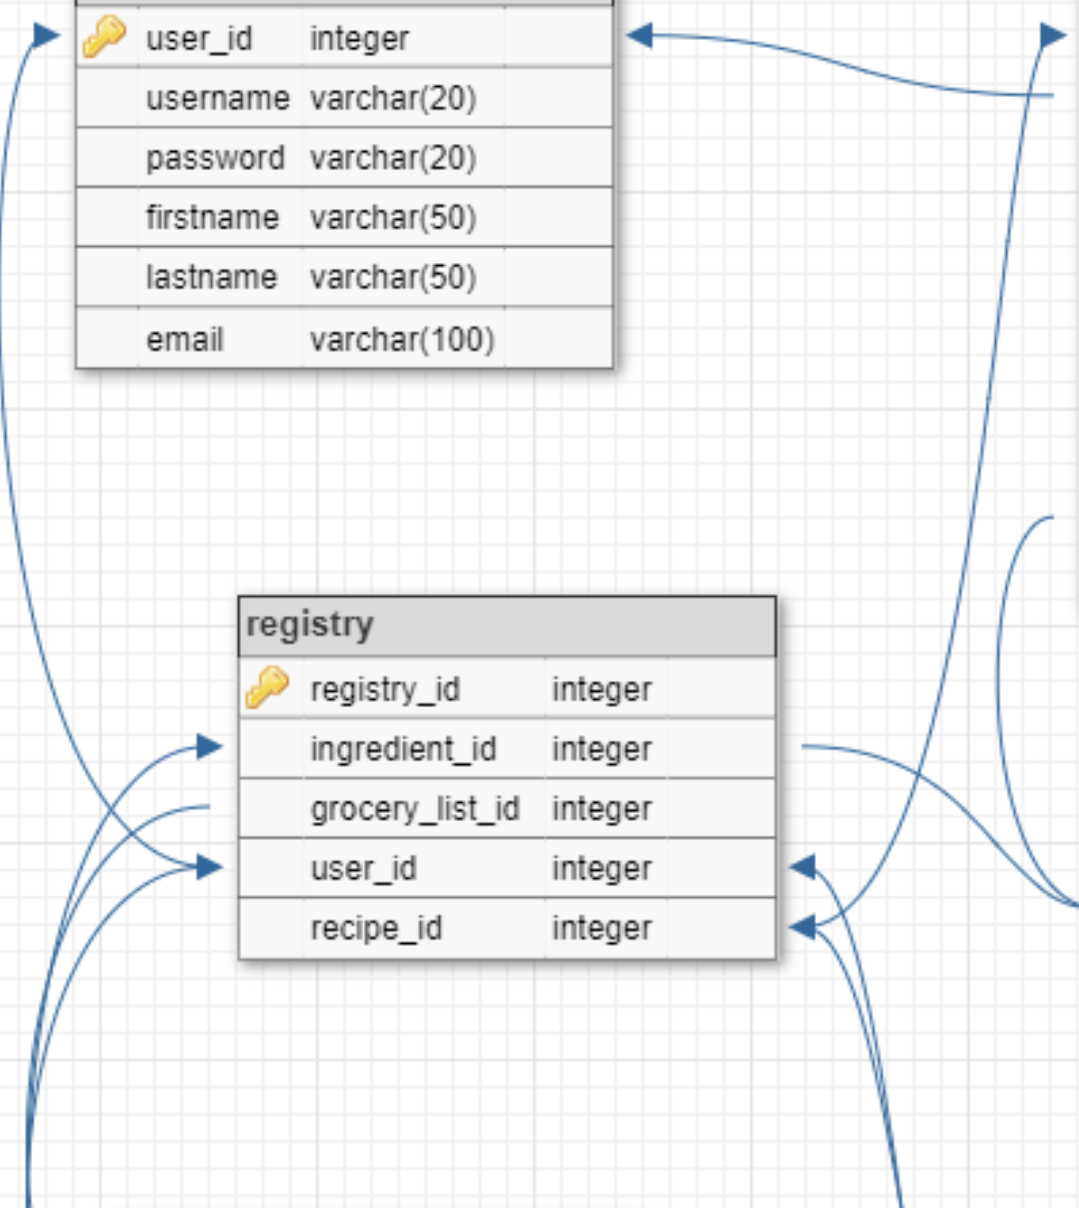 user_id integer
username varchar(20)
password varchar(20)
firstname varchar(50)
lastname varchar(50)
email varchar(100)
registry
registry_id integer
ingredient_id integer
grocery_list_id integer
user_id integer
recipe_id integer